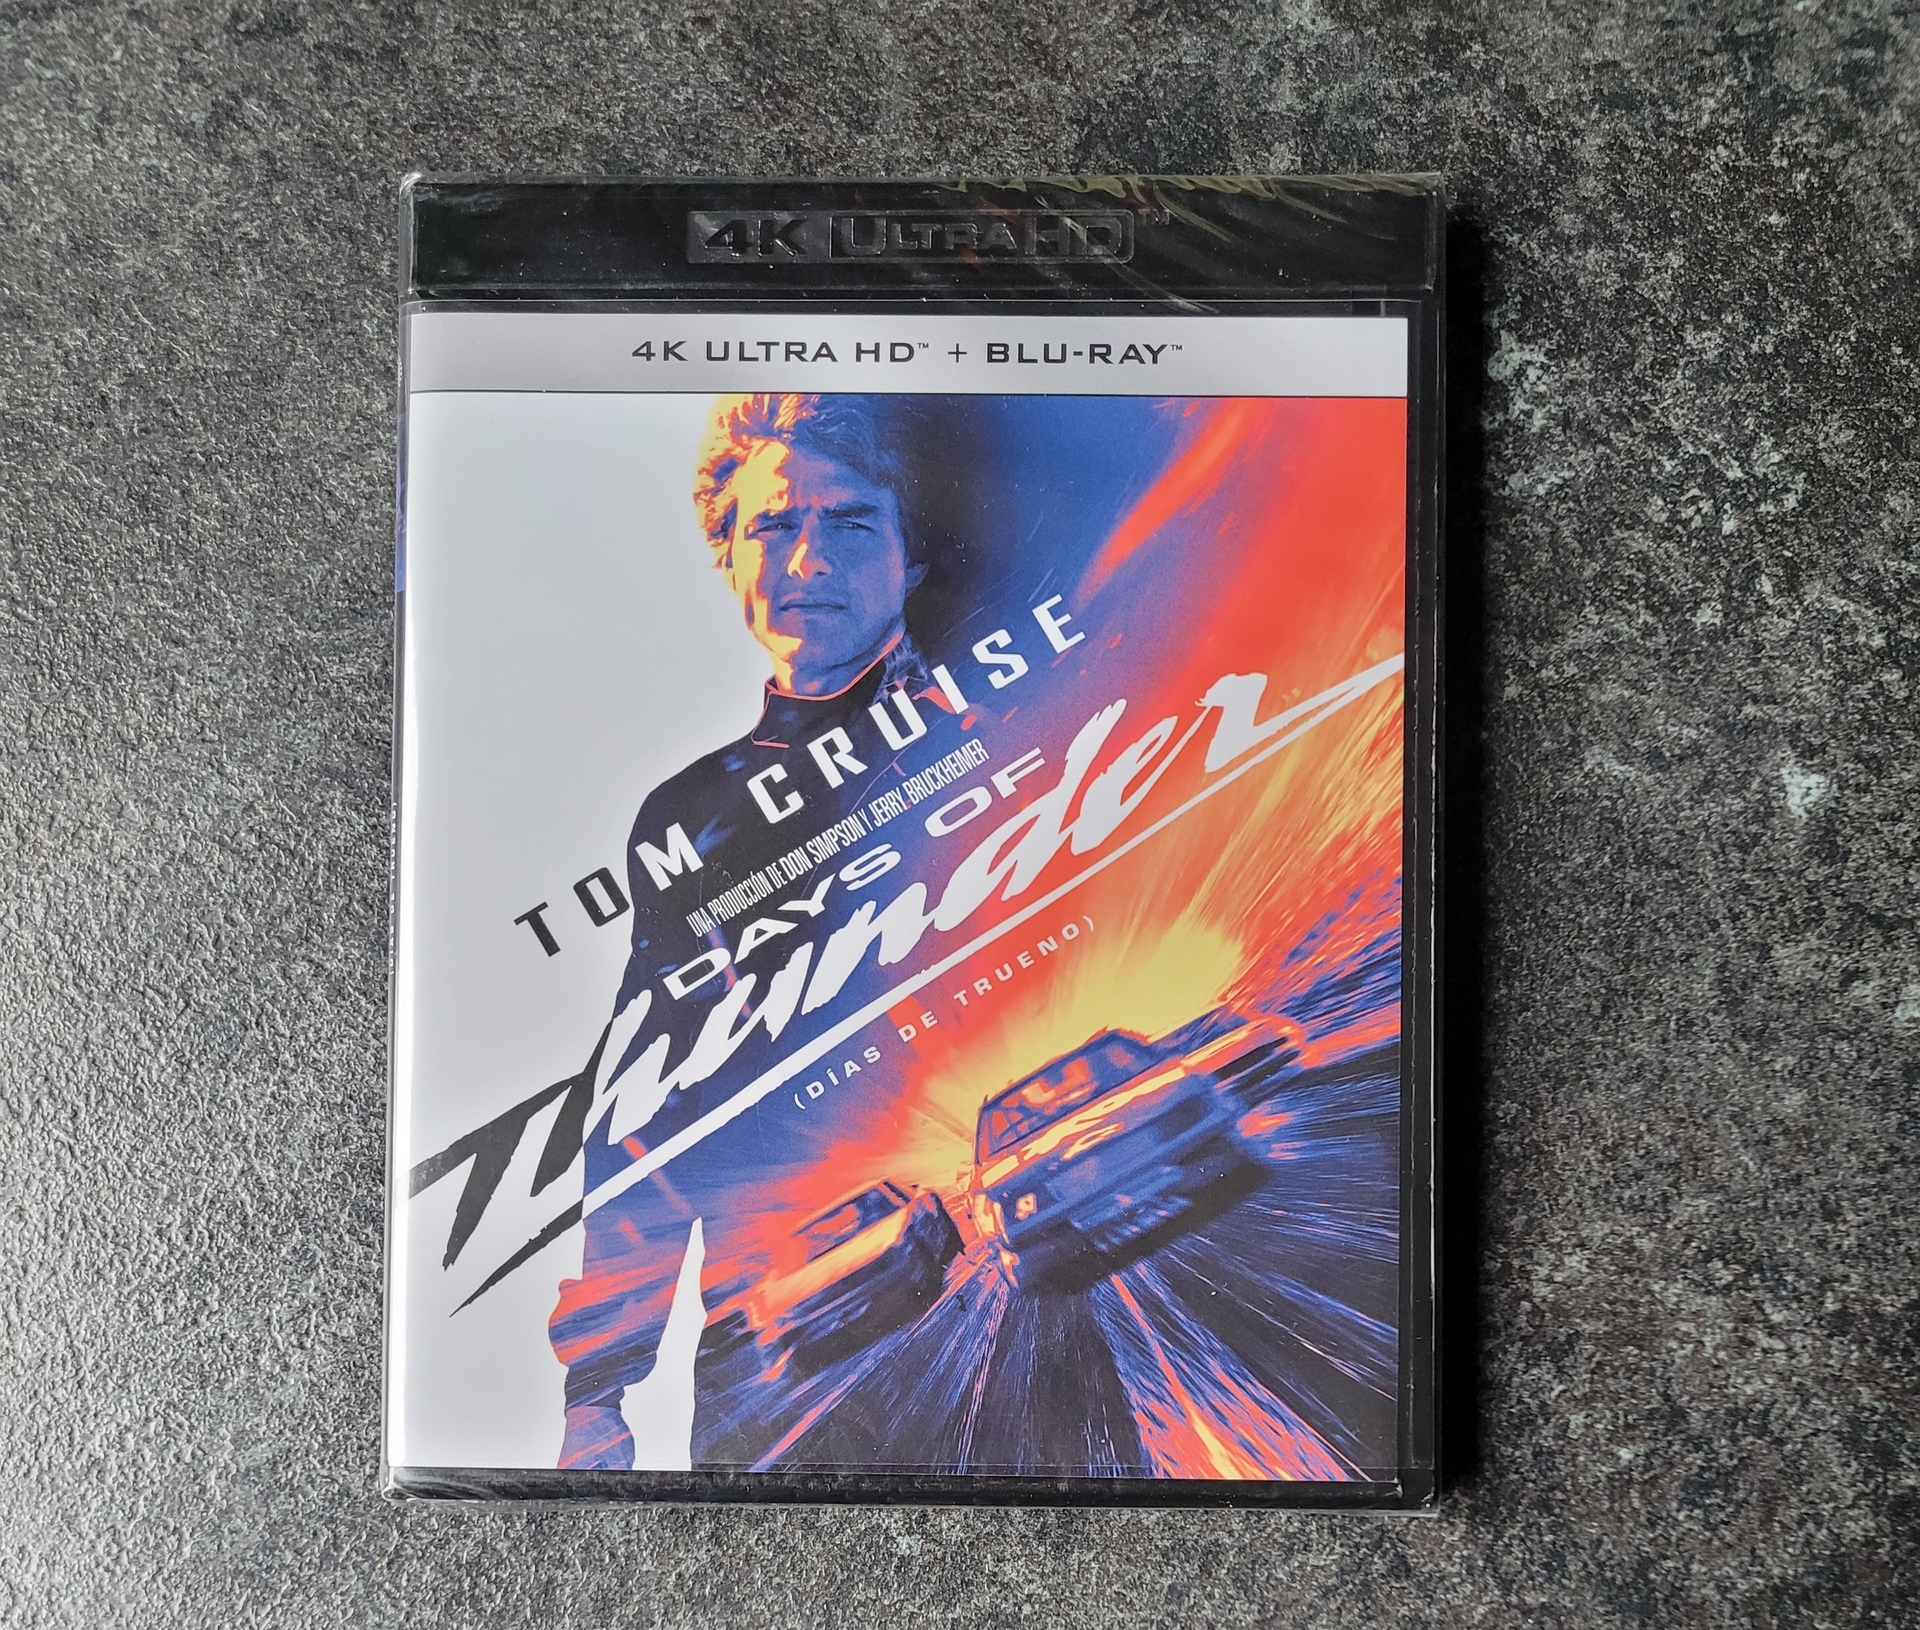 4K ULTRA HD™
4K ULTRA HD™ + BLU-RAY™
TOM CRUISE
UNA PRODUCCIÓN DE DON SIMPSON Y JERRY BRUCKHEIMER
DAYS OF
Thunder
(DÍAS DE TRUENO)